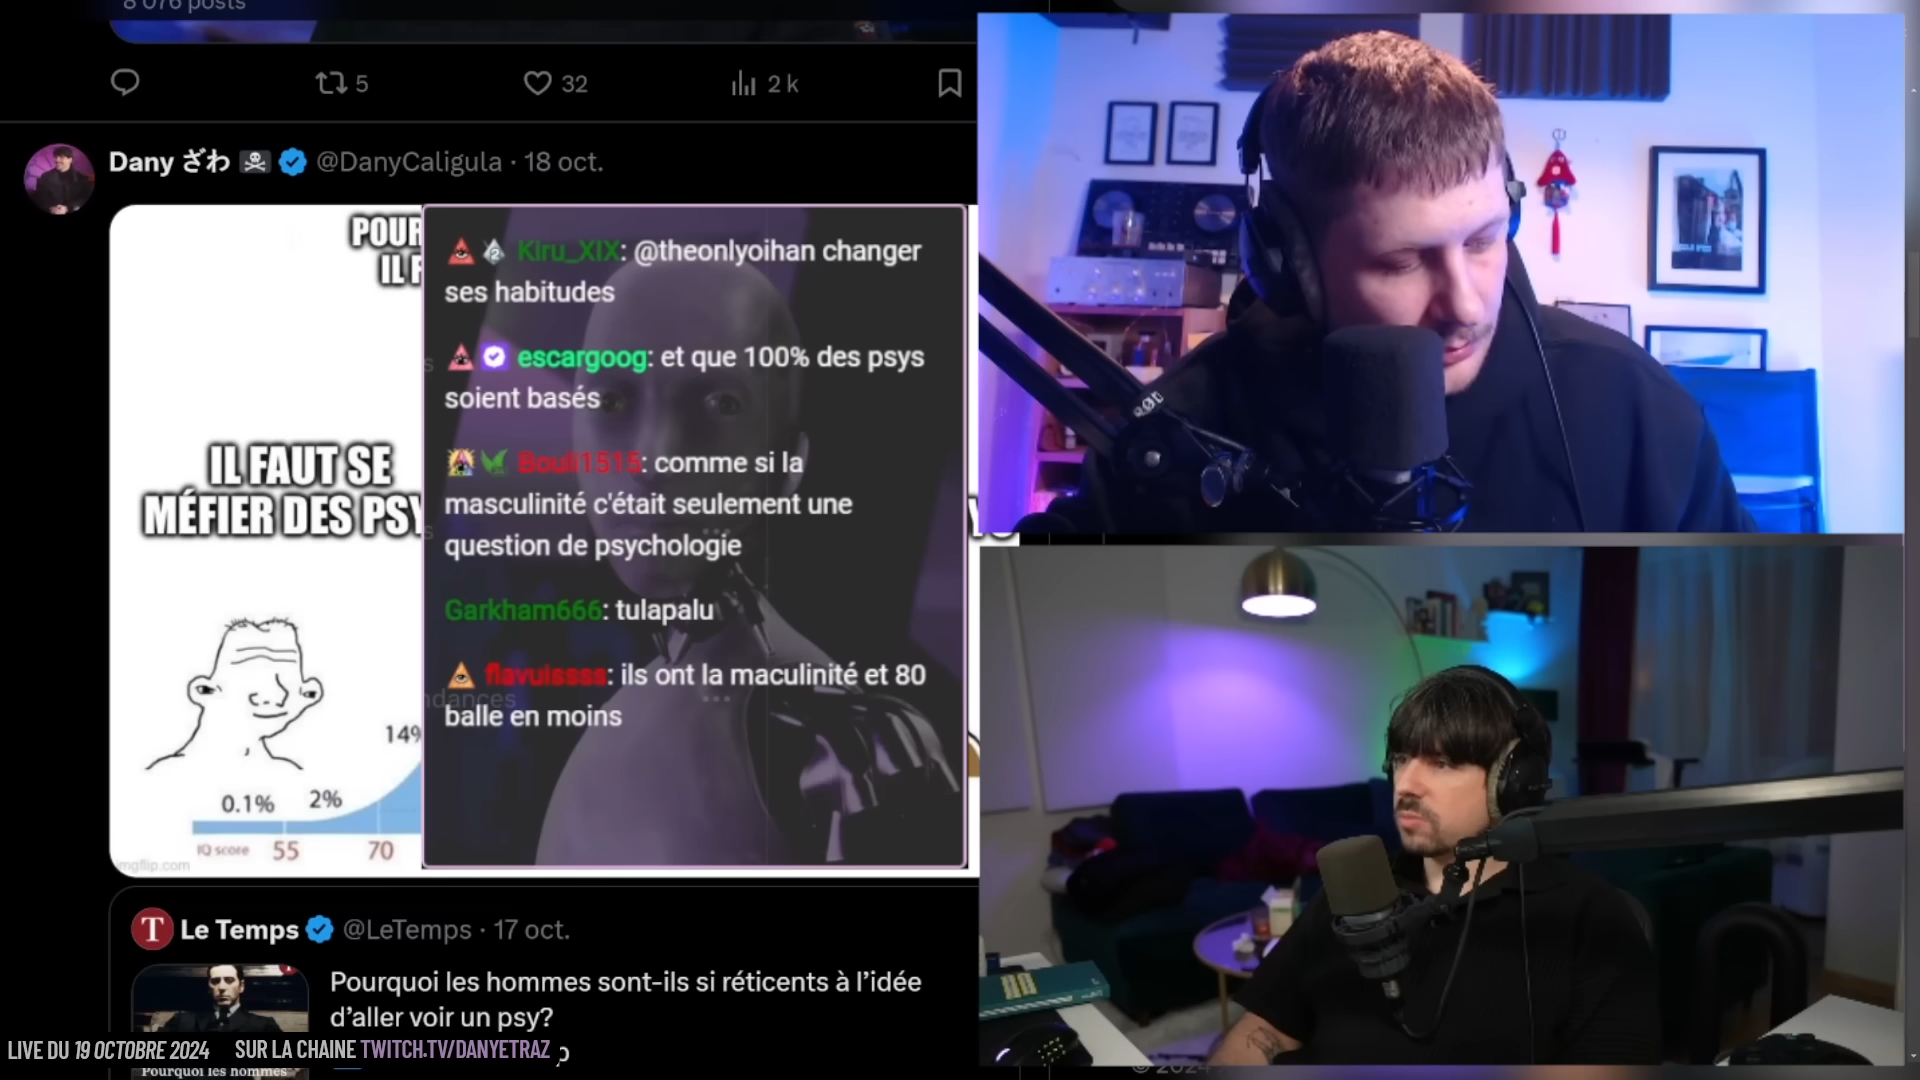 8 076 posts
5
32
2 k
Dany ざわ @DanyCaligula · 18 oct.
POUR
IL F
IL FAUT SE
MÉFIER DES PSY
14%
0.1%
2%
IQ score
55
70
imgflip.com
Kiru_XIX: @theonlyoihan changer
ses habitudes
escargoog: et que 100% des psys
soient basés
Bouli1515: comme si la
masculinité c'était seulement une
question de psychologie
Garkham666: tulapalu
flavuissss: ils ont la maculinité et 80
balle en moins
ndances
T Le Temps @LeTemps · 17 oct.
Pourquoi les hommes sont-ils si réticents à l'idée
d'aller voir un psy?
Pourquoi les hommes
LIVE DU 19 OCTOBRE 2024 SUR LA CHAINE TWITCH.TV/DANYETRAZ
RØD
© 2024